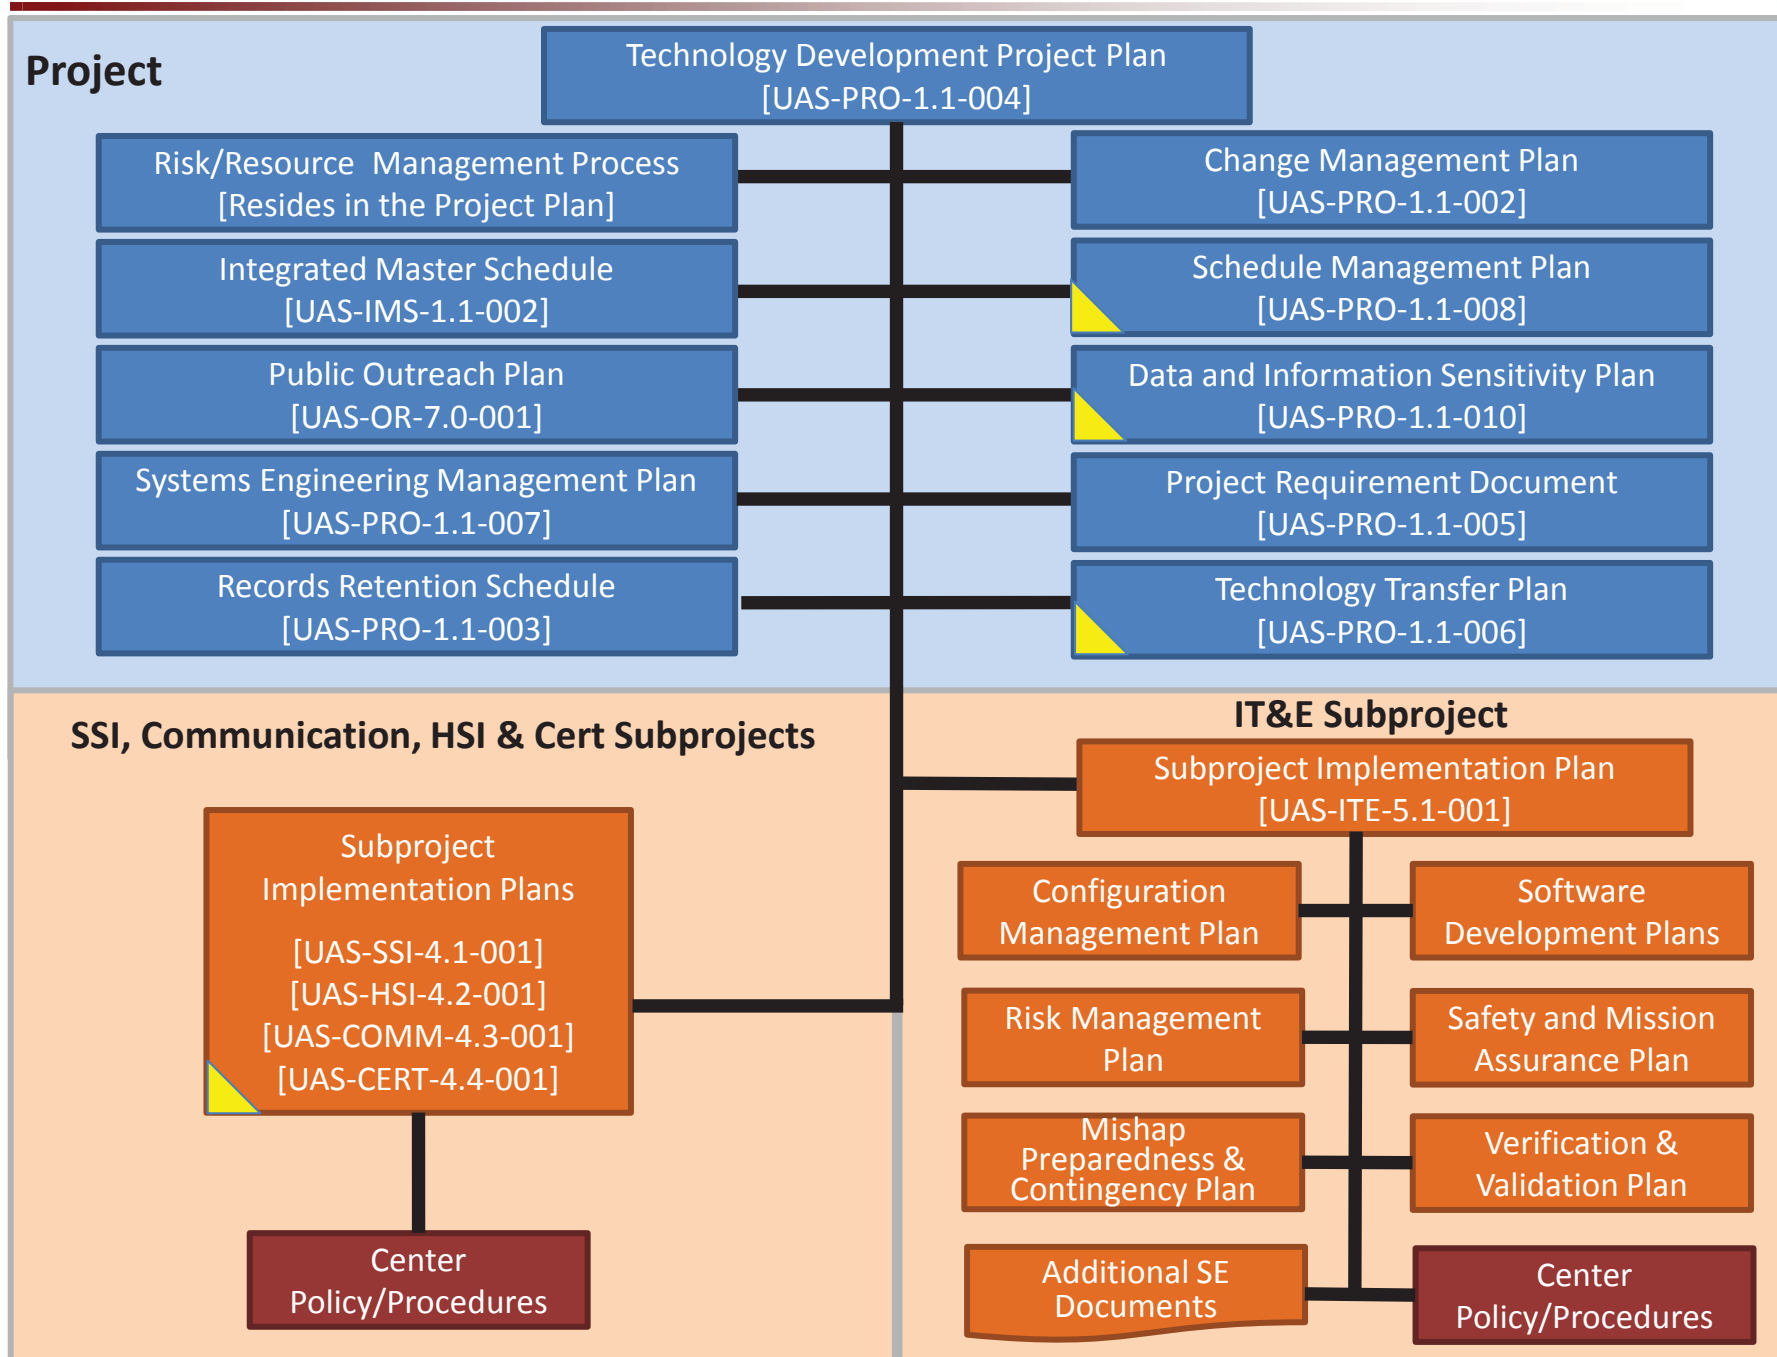 Project
Technology Development Project Plan
[UAS-PRO-1.1-004]
Risk/Resource  Management Process
[Resides in the Project Plan]
Change Management Plan
[UAS-PRO-1.1-002]
Integrated Master Schedule
[UAS-IMS-1.1-002]
Schedule Management Plan
[UAS-PRO-1.1-008]
Public Outreach Plan
[UAS-OR-7.0-001]
Data and Information Sensitivity Plan
[UAS-PRO-1.1-010]
Systems Engineering Management Plan
[UAS-PRO-1.1-007]
Project Requirement Document
[UAS-PRO-1.1-005]
Records Retention Schedule
[UAS-PRO-1.1-003]
Technology Transfer Plan
[UAS-PRO-1.1-006]
SSI, Communication, HSI & Cert Subprojects
Subproject
Implementation Plans
[UAS-SSI-4.1-001]
[UAS-HSI-4.2-001]
[UAS-COMM-4.3-001]
[UAS-CERT-4.4-001]
Center
Policy/Procedures
IT&E Subproject
Subproject Implementation Plan
[UAS-ITE-5.1-001]
Configuration
Management Plan
Software
Development Plans
Risk Management
Plan
Safety and Mission
Assurance Plan
Mishap
Preparedness &
Contingency Plan
Verification &
Validation Plan
Additional SE
Documents
Center
Policy/Procedures